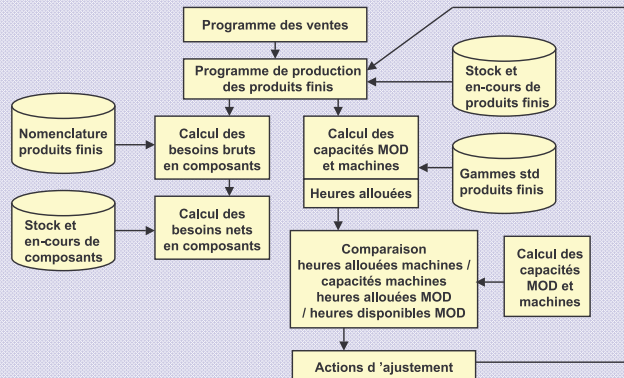 Programme des ventes
Programme de production
des produits finis
Stock et
en-cours de
produits finis
Nomenclature
produits finis
Calcul des
besoins bruts
en composants
Calcul des
capacités MOD
et machines
Heures allouées
Gammes std
produits finis
Stock et
en-cours de
composants
Calcul des
besoins nets
en composants
Comparaison
heures allouées machines /
capacités machines
heures allouées MOD
/ heures disponibles MOD
Calcul des
capacités
MOD et
machines
Actions d 'ajustement